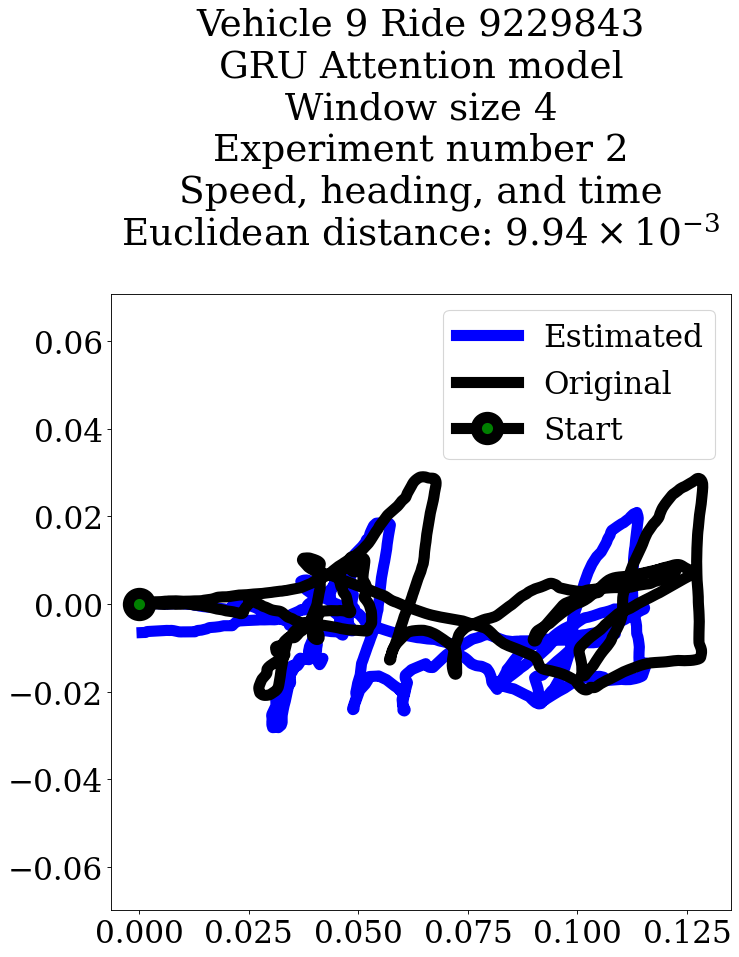 Vehicle 9 Ride 9229843
GRU Attention model
Window size 4
Experiment number 2
Speed, heading, and time
Euclidean distance: 9.94 × 10⁻³
Estimated
Original
Start
0.06
0.04
0.02
0.00
−0.02
−0.04
−0.06
0.000 0.025 0.050 0.075 0.100 0.125